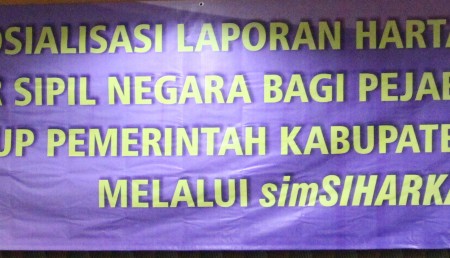 OSIALISASI LAPORAN HARTA
R SIPIL NEGARA BAGI PEJAB
UP PEMERINTAH KABUPATE
MELALUI simSIHARKA